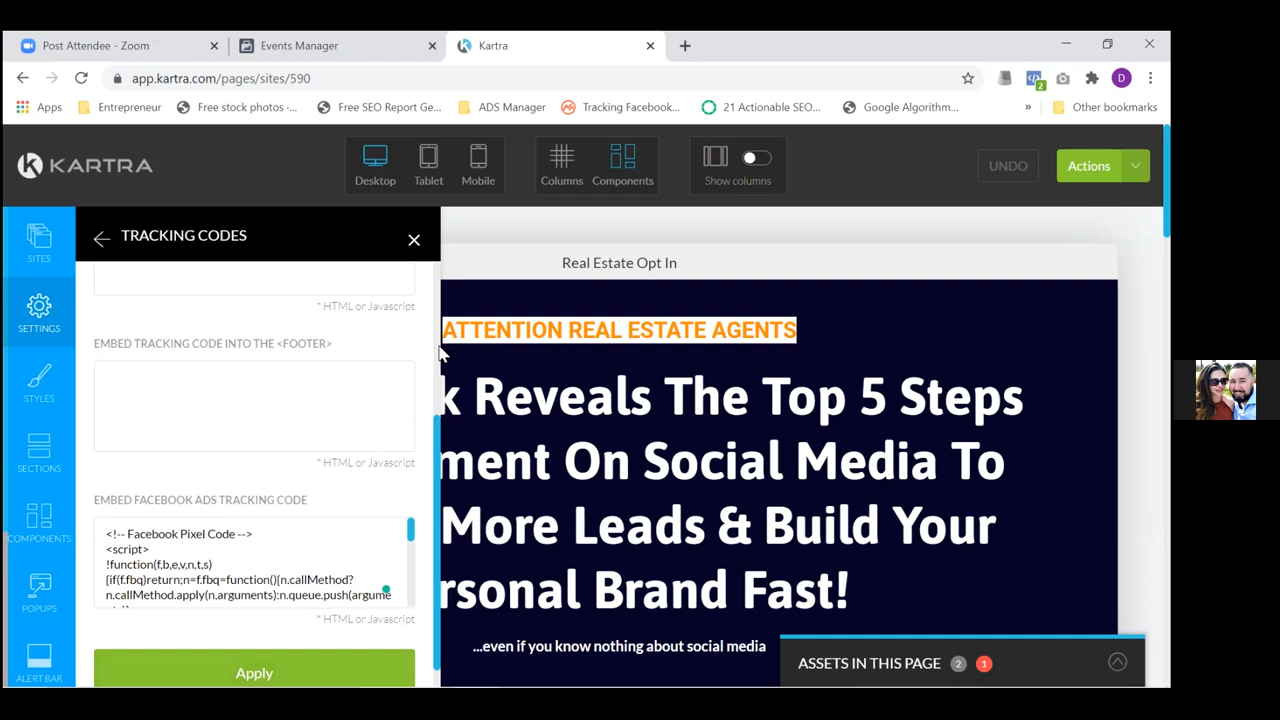 Post Attendee - Zoom
Events Manager
Kartra
app.kartra.com/pages/sites/590
D
2
Apps
Entrepreneur
Free stock photos ·...
Free SEO Report Ge...
ADS Manager
Tracking Facebook...
21 Actionable SEO...
Google Algorithm...
»
Other bookmarks
KARTRA
Desktop
Tablet
Mobile
Columns
Components
Show columns
UNDO
Actions
SITES
SETTINGS
STYLES
SECTIONS
COMPONENTS
POPUPS
ALERT BAR
TRACKING CODES
* HTML or Javascript
EMBED TRACKING CODE INTO THE <FOOTER>
* HTML or Javascript
EMBED FACEBOOK ADS TRACKING CODE
<!-- Facebook Pixel Code -->
<script>
!function(f,b,e,v,n,t,s)
{if(f.fbq)return;n=f.fbq=function(){n.callMethod?
n.callMethod.apply(n,arguments):n.queue.push(argume
* HTML or Javascript
Apply
Real Estate Opt In
ATTENTION REAL ESTATE AGENTS
k Reveals The Top 5 Steps
ment On Social Media To
More Leads & Build Your
rsonal Brand Fast!
...even if you know nothing about social media
ASSETS IN THIS PAGE 2 1